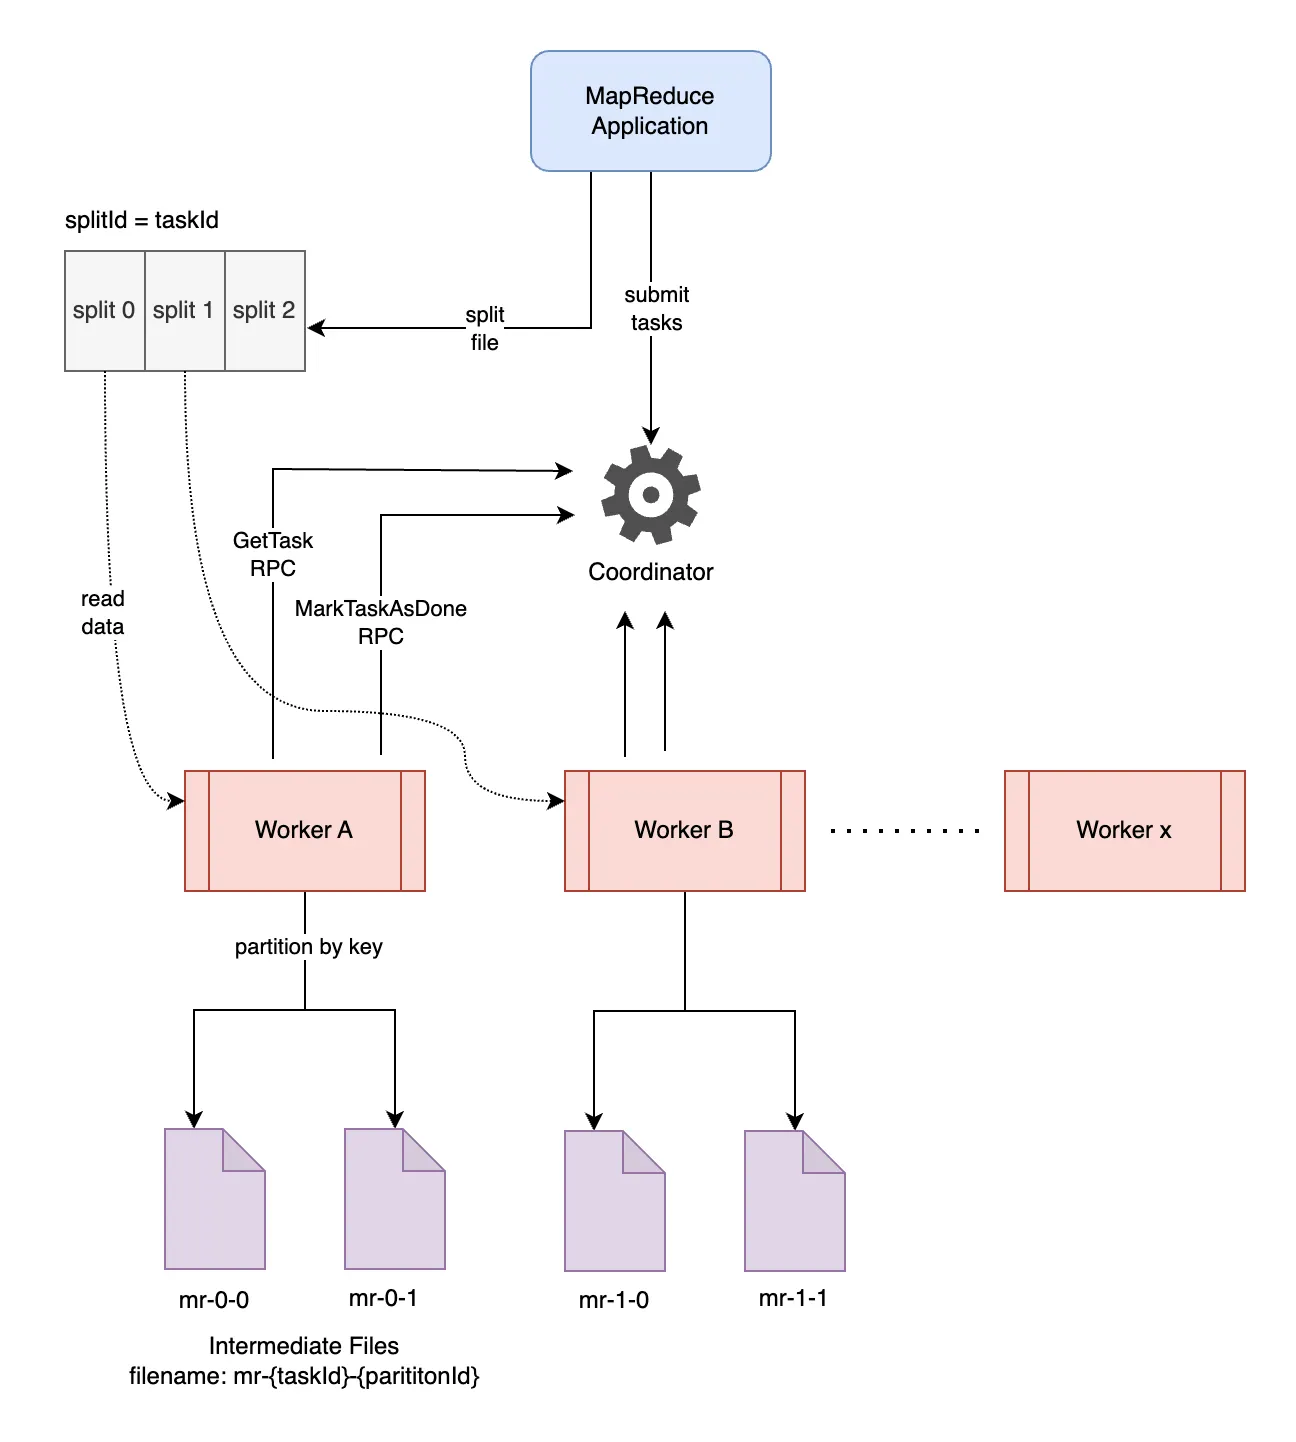 MapReduce
Application
splitId = taskId
split 0
split 1
split 2
split
file
submit
tasks
Coordinator
GetTask
RPC
MarkTaskAsDone
RPC
read
data
Worker A
Worker B
Worker x
partition by key
mr-0-0
mr-0-1
mr-1-0
mr-1-1
Intermediate Files
filename: mr-{taskId}-{parititonId}